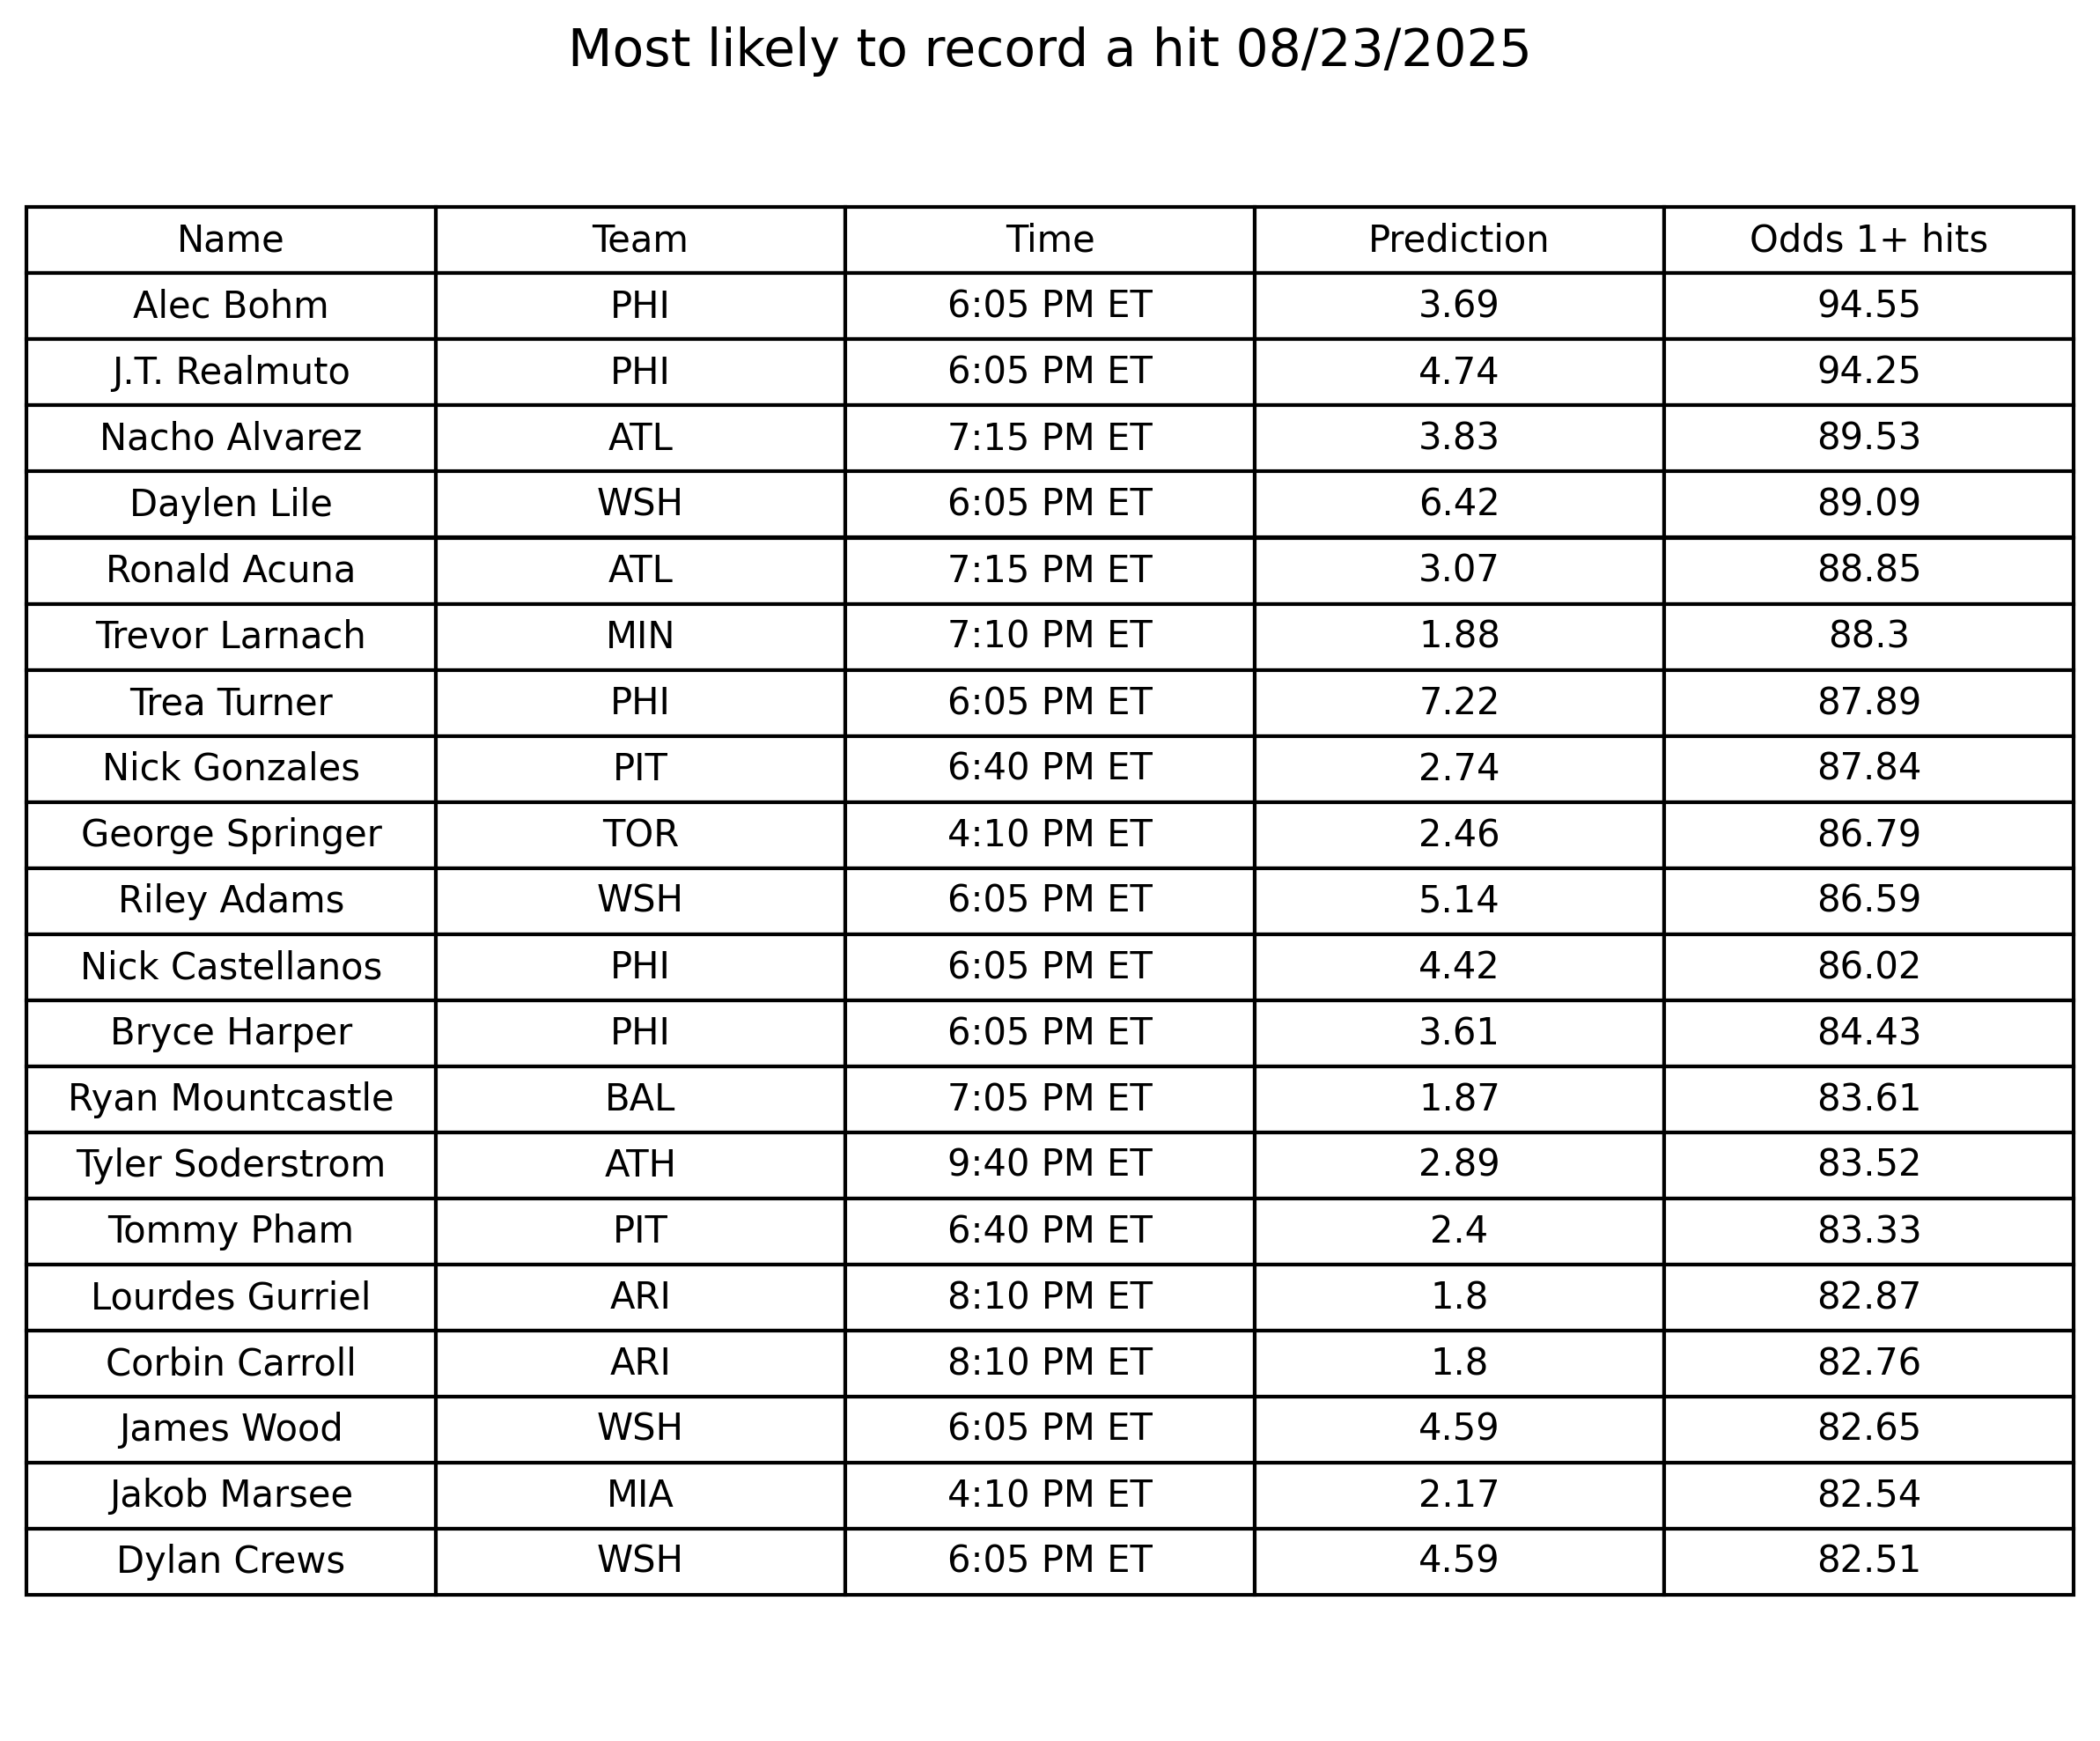 Most likely to record a hit 08/23/2025
Name Team Time Prediction Odds 1+ hits
Alec Bohm PHI 6:05 PM ET 3.69 94.55
J.T. Realmuto PHI 6:05 PM ET 4.74 94.25
Nacho Alvarez ATL 7:15 PM ET 3.83 89.53
Daylen Lile WSH 6:05 PM ET 6.42 89.09
Ronald Acuna ATL 7:15 PM ET 3.07 88.85
Trevor Larnach MIN 7:10 PM ET 1.88 88.3
Trea Turner PHI 6:05 PM ET 7.22 87.89
Nick Gonzales PIT 6:40 PM ET 2.74 87.84
George Springer TOR 4:10 PM ET 2.46 86.79
Riley Adams WSH 6:05 PM ET 5.14 86.59
Nick Castellanos PHI 6:05 PM ET 4.42 86.02
Bryce Harper PHI 6:05 PM ET 3.61 84.43
Ryan Mountcastle BAL 7:05 PM ET 1.87 83.61
Tyler Soderstrom ATH 9:40 PM ET 2.89 83.52
Tommy Pham PIT 6:40 PM ET 2.4 83.33
Lourdes Gurriel ARI 8:10 PM ET 1.8 82.87
Corbin Carroll ARI 8:10 PM ET 1.8 82.76
James Wood WSH 6:05 PM ET 4.59 82.65
Jakob Marsee MIA 4:10 PM ET 2.17 82.54
Dylan Crews WSH 6:05 PM ET 4.59 82.51